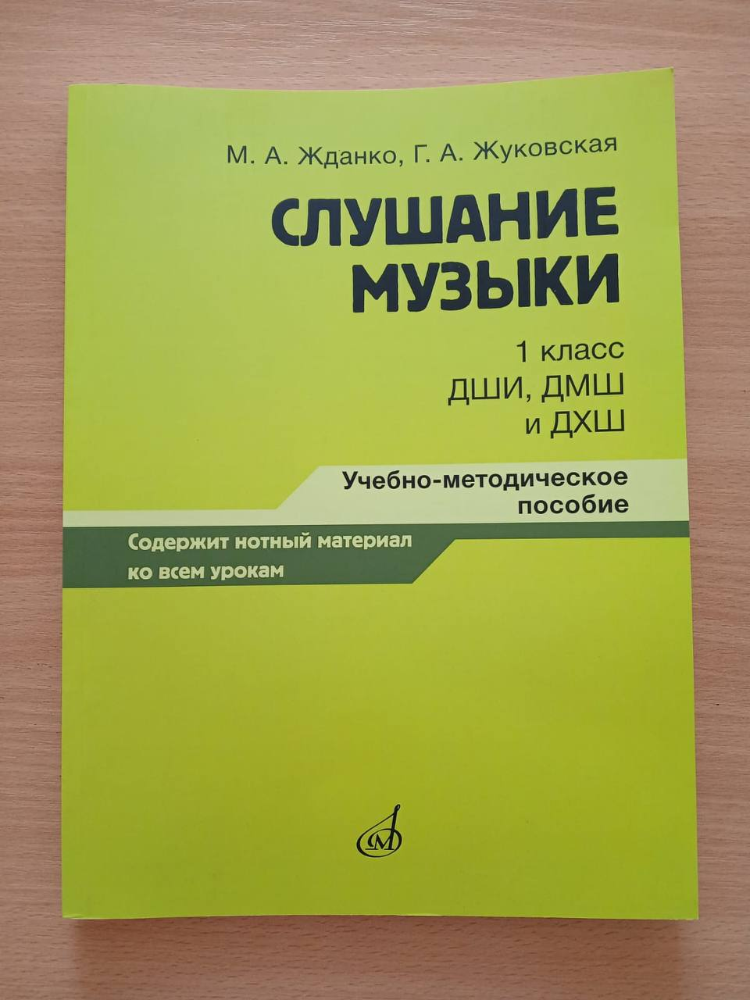 М. А. Жданко, Г. А. Жуковская
СЛУШАНИЕ
МУЗЫКИ
1 класс
ДШИ, ДМШ
и ДХШ
Учебно-методическое
пособие
Содержит нотный материал
ко всем урокам
М